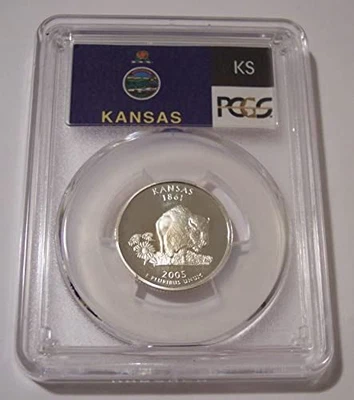 KANSAS
KS
PCGS
KANSAS
1861
2005
E PLURIBUS UNUM